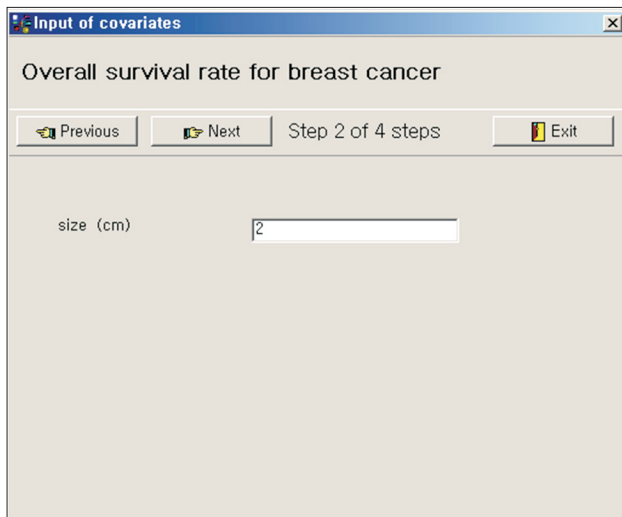 Input of covariates
Overall survival rate for breast cancer
Previous
Next
Step 2 of 4 steps
Exit
size (cm)
2